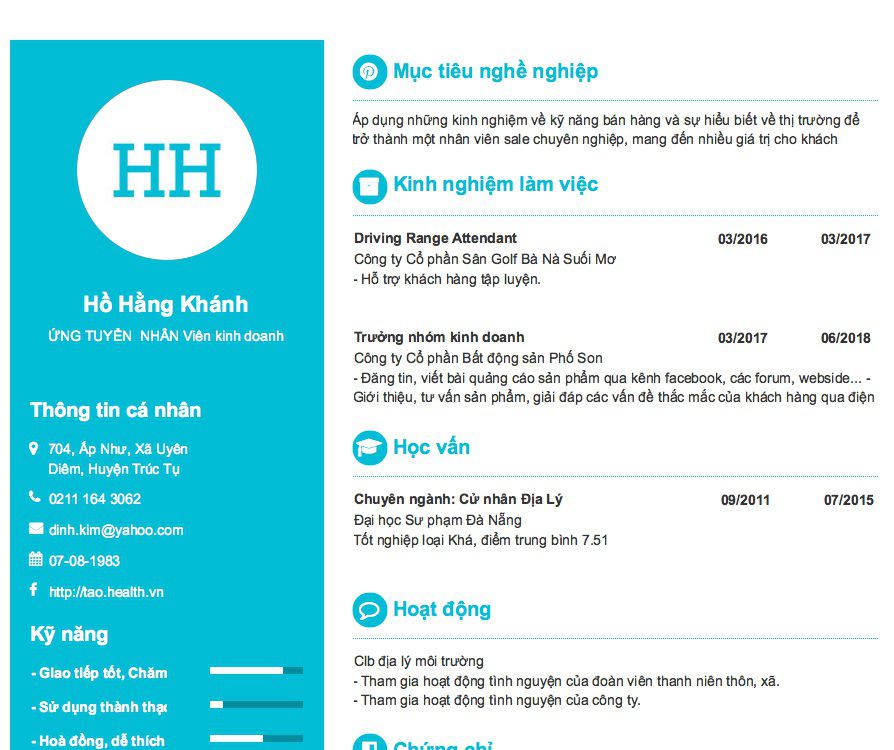 HH
Hồ Hằng Khánh
ỨNG TUYỂN NHÂN Viên kinh doanh
Thông tin cá nhân
704, Ấp Như, Xã Uyên
Diêm, Huyện Trúc Tụ
0211 164 3062
dinh.kim@yahoo.com
07-08-1983
http://tao.health.vn
Kỹ năng
- Giao tiếp tốt, Chăm
- Sử dụng thành thạo
- Hoà đồng, dễ thích
Mục tiêu nghề nghiệp
Áp dụng những kinh nghiệm về kỹ năng bán hàng và sự hiểu biết về thị trường để
trở thành một nhân viên sale chuyên nghiệp, mang đến nhiều giá trị cho khách
Kinh nghiệm làm việc
Driving Range Attendant 03/2016 03/2017
Công ty Cổ phần Sân Golf Bà Nà Suối Mơ
- Hỗ trợ khách hàng tập luyện.
Trưởng nhóm kinh doanh 03/2017 06/2018
Công ty Cổ phần Bất động sản Phố Son
- Đăng tin, viết bài quảng cáo sản phẩm qua kênh facebook, các forum, webside... -
Giới thiệu, tư vấn sản phẩm, giải đáp các vấn đề thắc mắc của khách hàng qua điện
Học vấn
Chuyên ngành: Cử nhân Địa Lý 09/2011 07/2015
Đại học Sư phạm Đà Nẵng
Tốt nghiệp loại Khá, điểm trung bình 7.51
Hoạt động
Clb địa lý môi trường
- Tham gia hoạt động tình nguyện của đoàn viên thanh niên thôn, xã.
- Tham gia hoạt động tình nguyện của công ty.
Chứng chỉ